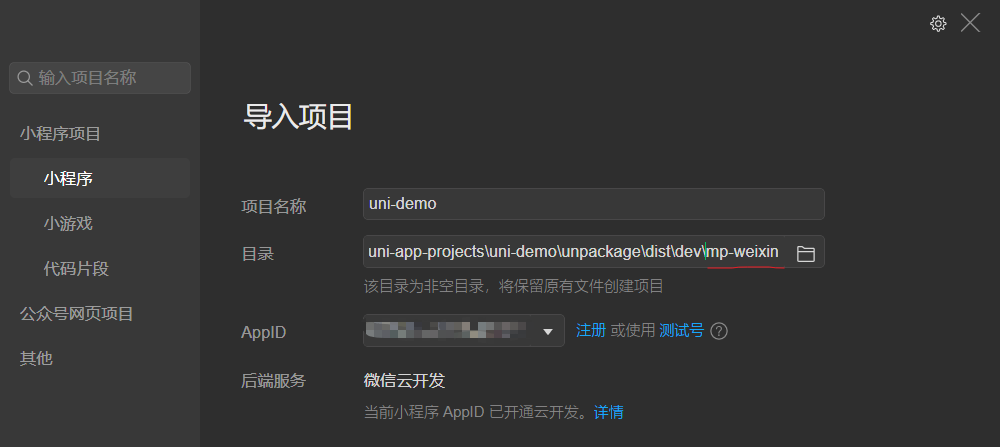 输入项目名称
小程序项目
小程序
小游戏
代码片段
公众号网页项目
其他
导入项目
项目名称 uni-demo
目录 uni-app-projects\uni-demo\unpackage\dist\dev\mp-weixin
该目录为非空目录，将保留原有文件创建项目
AppID 注册 或使用 测试号 ?
后端服务 微信云开发
当前小程序 AppID 已开通云开发。详情